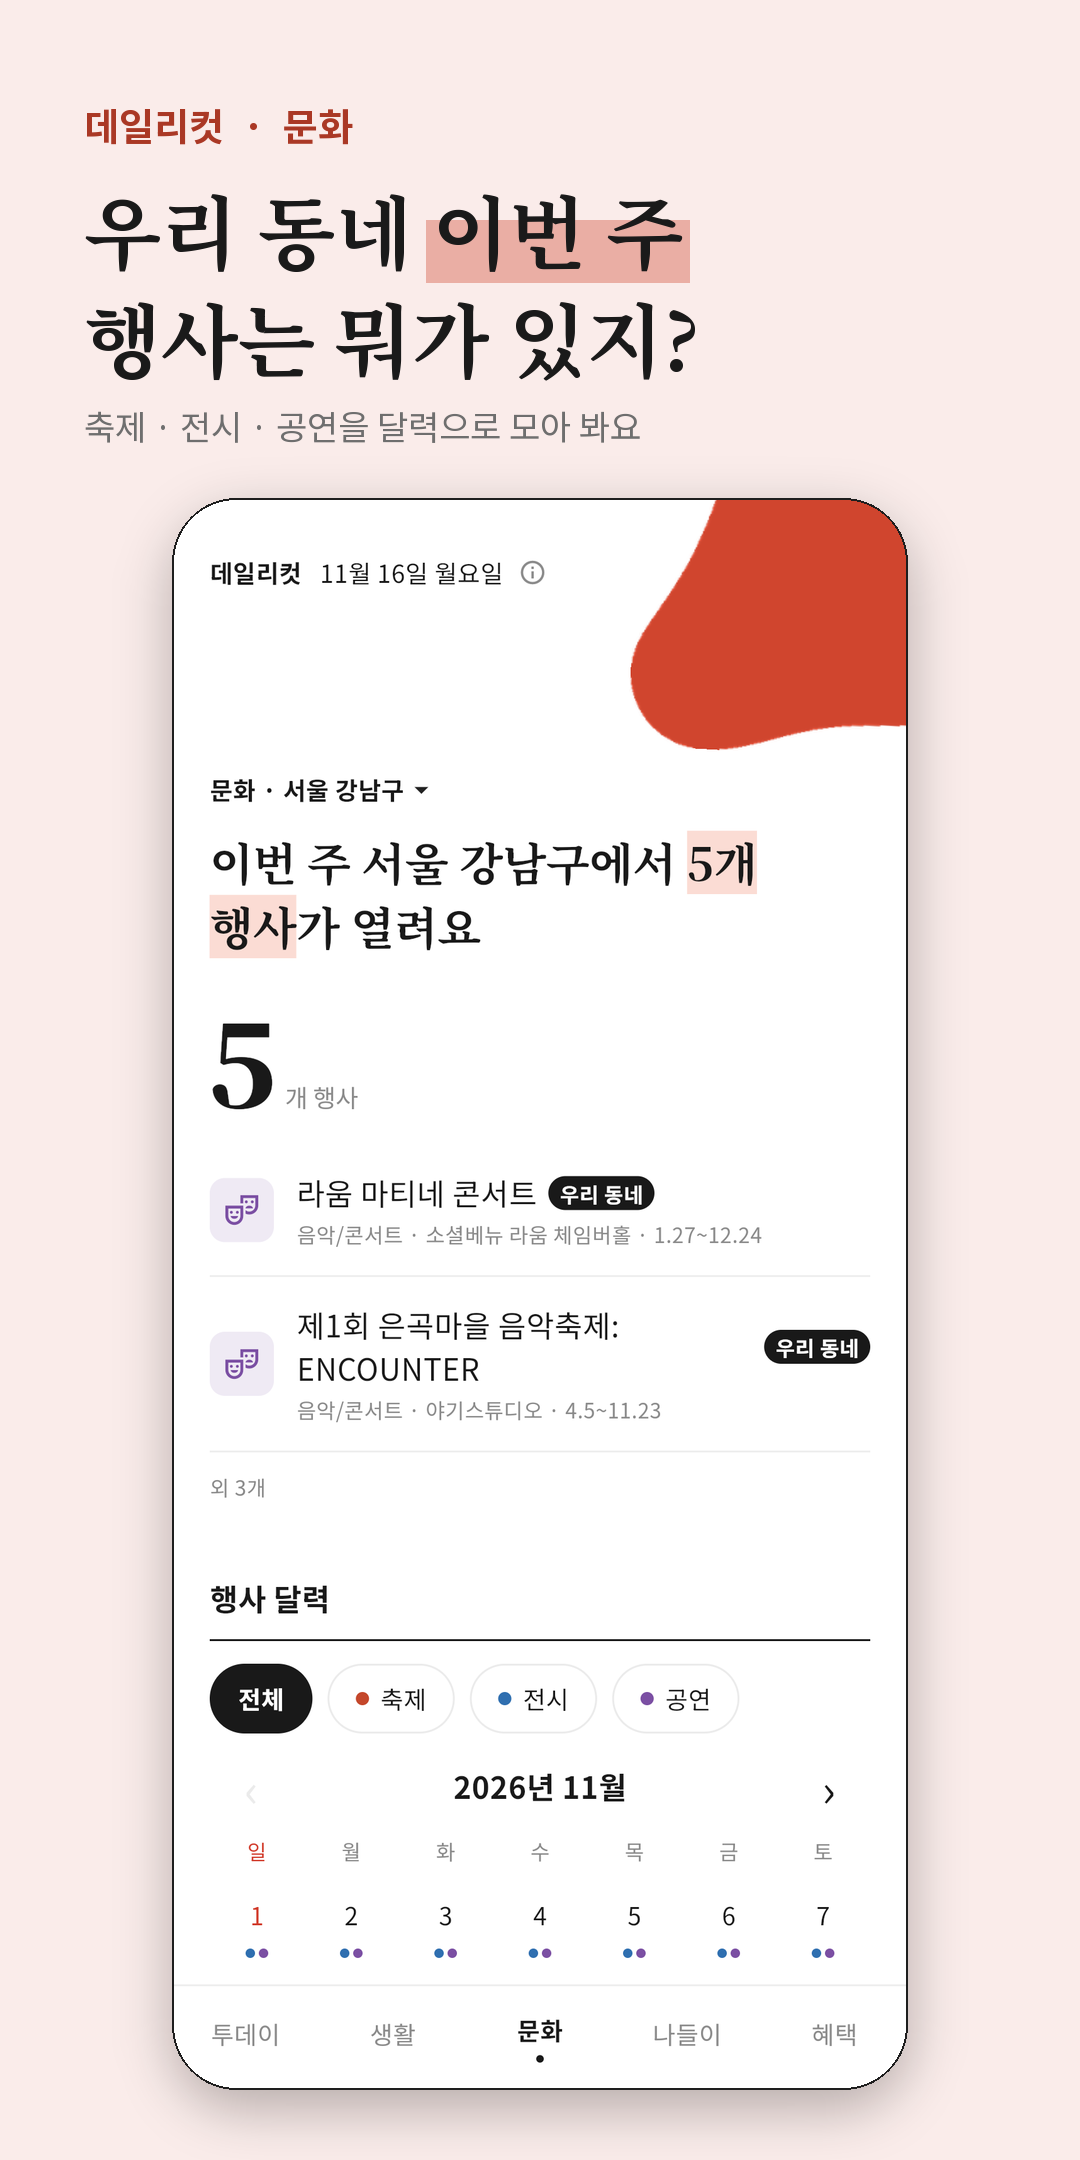 데일리컷 · 문화
우리 동네 이번 주
행사는 뭐가 있지?
축제 · 전시 · 공연을 달력으로 모아 봐요
데일리컷 11월 16일 월요일
문화 · 서울 강남구
이번 주 서울 강남구에서 5개
행사가 열려요
5 개 행사
라움 마티네 콘서트 우리 동네
음악/콘서트 · 소셜베뉴 라움 체임버홀 · 1.27~12.24
제1회 은곡마을 음악축제:
ENCOUNTER
우리 동네
음악/콘서트 · 야기스튜디오 · 4.5~11.23
외 3개
행사 달력
전체 축제 전시 공연
‹ 2026년 11월 ›
일 월 화 수 목 금 토
1 2 3 4 5 6 7
투데이 생활 문화 나들이 혜택